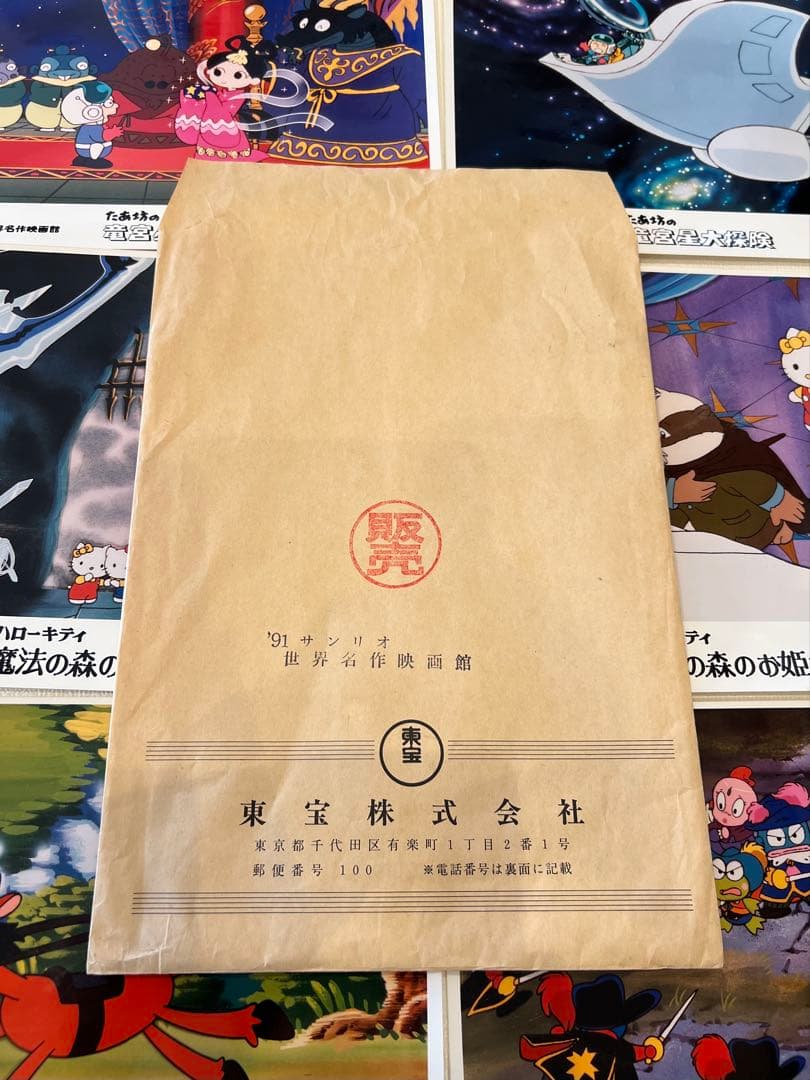 たあ坊の
名作映画館
竜宮
たあ坊の
竜宮星大探険
ハローキティ
魔法の森の
ティ
の森のお姫
販売
'91 サンリオ
世界名作映画館
東宝
東宝株式会社
東京都千代田区有楽町1丁目2番1号
郵便番号 100 ※電話番号は裏面に記載